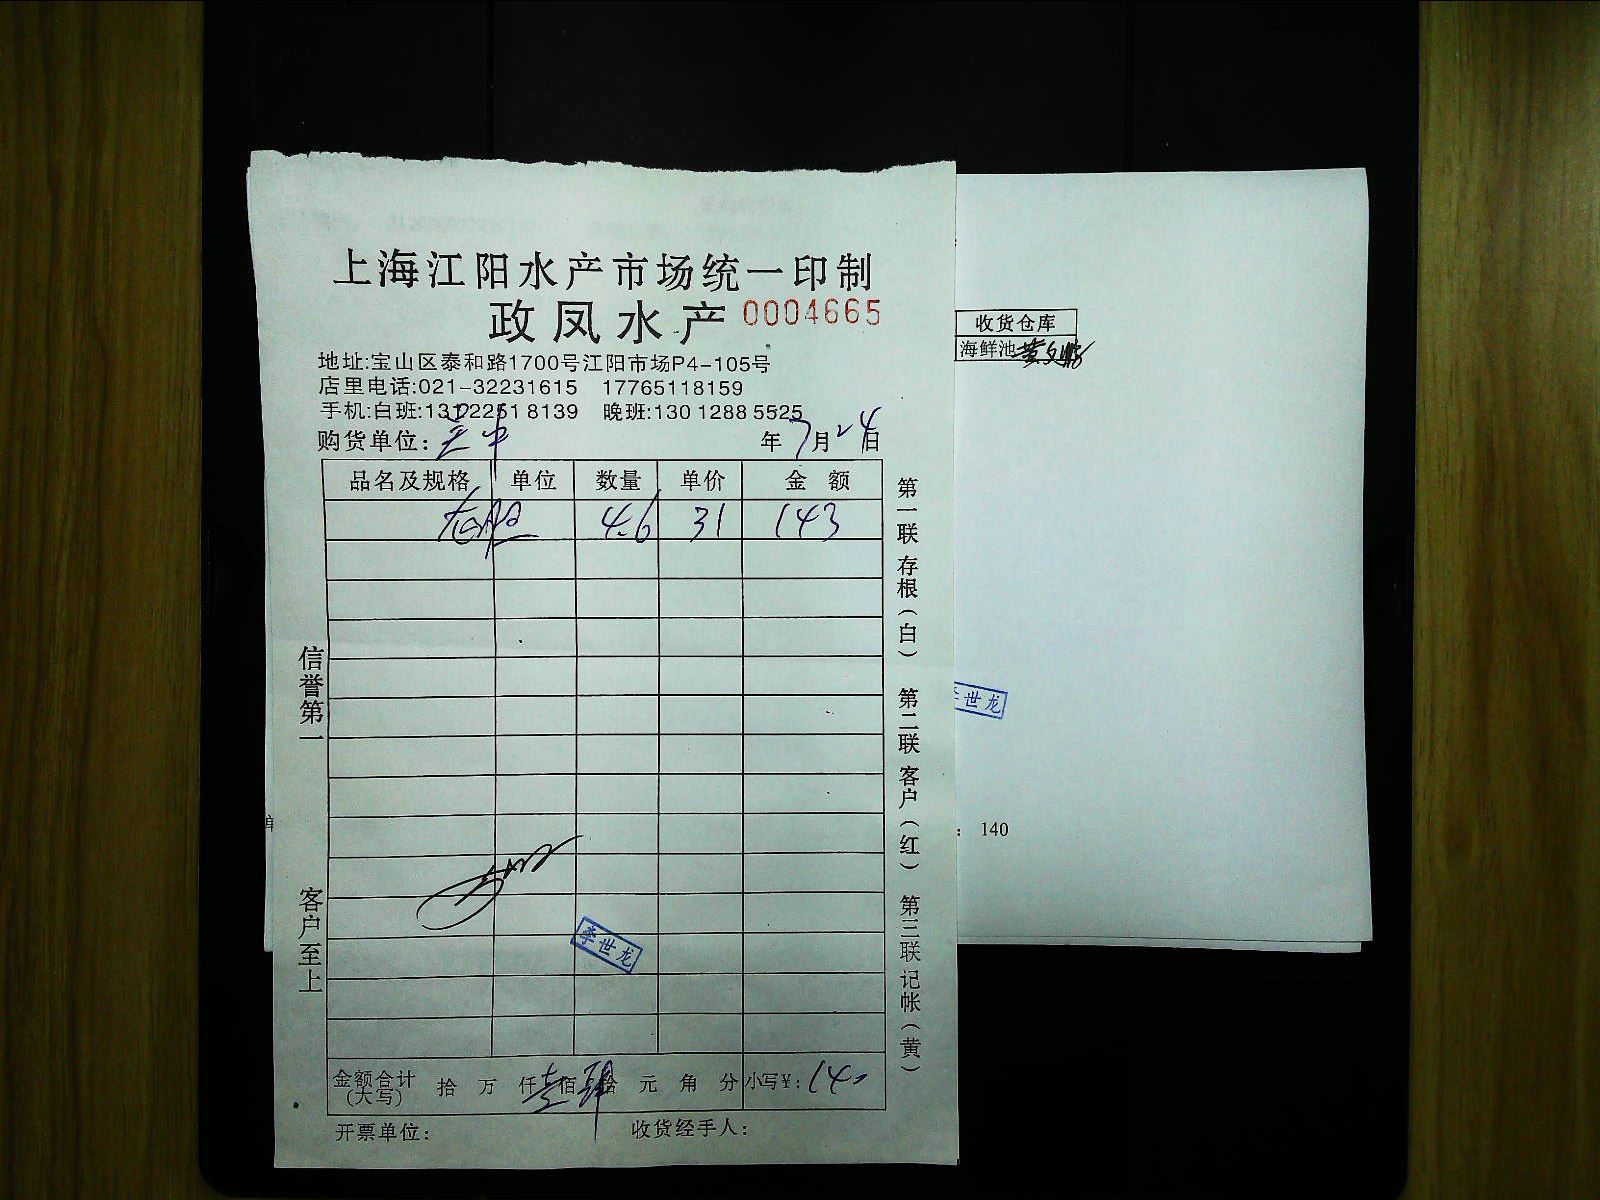 上海江阳水产市场统一印制
政凤水产 0004665
地址:宝山区泰和路1700号江阳市场P4-105号
店里电话:021-32231615 17765118159
手机:白班:13122251 8139 晚班:130 1288 5525
购货单位: 年7月24日
品名及规格 单位 数量 单价 金额
4.6 31 143
金额合计(大写) 拾 万 仟壹佰肆拾 元 角 分 小写¥:
开票单位: 收货经手人:
信誉第一
客户至上
李世龙
第一联存根(白) 第二联客户(红) 第三联记帐(黄)
收货仓库
海鲜池
世龙
: 140